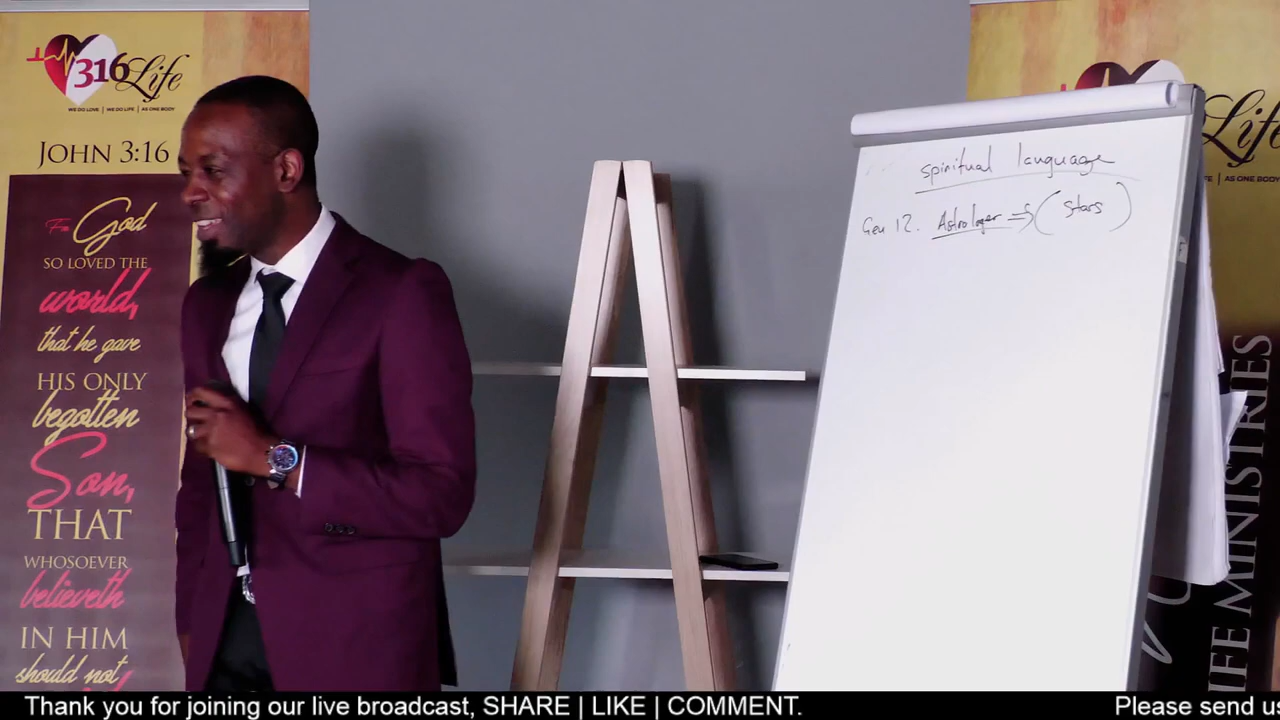 316 Life
WE DO LOVE | WE DO LIFE | AS ONE BODY
JOHN 3:16
For God
SO LOVED THE
world,
that he gave
HIS ONLY
begotten
Son,
THAT
WHOSOEVER
believeth
IN HIM
should not
spiritual language
Gen 12. Astrologer => (stars)
Life
AS ONE BODY
LIFE MINISTRIES
Thank you for joining our live broadcast, SHARE | LIKE | COMMENT.
Please send us